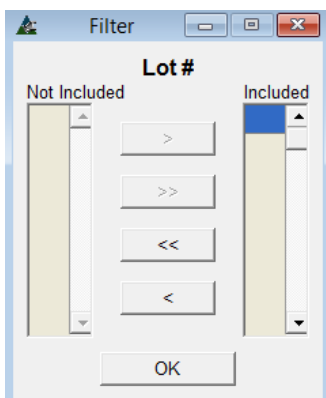 Filter
Lot #
Not Included Included
>
>>
<<
<
OK